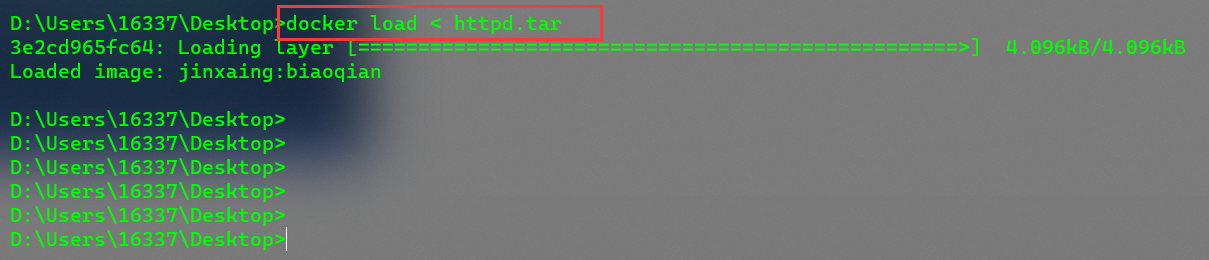 D:\Users\16337\Desktop>docker load < httpd.tar
3e2cd965fc64: Loading layer [==================================================>]  4.096kB/4.096kB
Loaded image: jinxaing:biaoqian
D:\Users\16337\Desktop>
D:\Users\16337\Desktop>
D:\Users\16337\Desktop>
D:\Users\16337\Desktop>
D:\Users\16337\Desktop>
D:\Users\16337\Desktop>